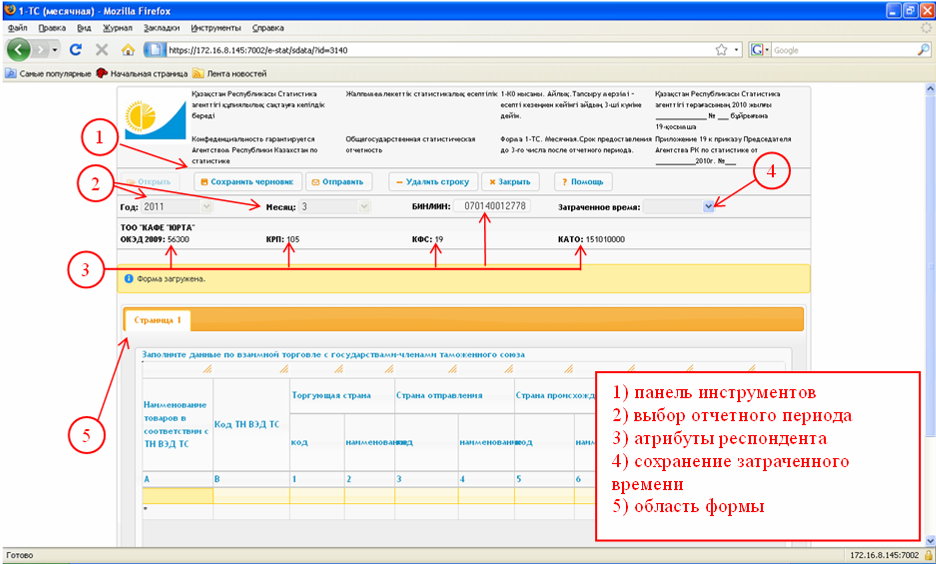 1-ТС (месячная) - Mozilla Firefox
Файл Правка Вид Журнал Закладки Инструменты Справка
https://172.16.8.145:7002/e-stat/sdata/?id=3140
Google
Самые популярные Начальная страница Лента новостей
Қазақстан Республикасы Статистика
агенттігі құпиялылық сақтауға кепілдік
береді
Жалпымемлекеттік статистикалық есептілік
1-КО нысаны. Айлық. Тапсыру мерзімі -
есепті кезеңнен кейінгі айдың 3-ші күніне
дейін.
Қазақстан Республикасы Статистика
агенттігі төрағасының 2010 жылғы
____________ № ___ бұйрығына
19-қосымша
Конфеденциальность гарантируется
Агентством Республики Казахстан по
статистике
Общегосударственная статистическая
отчетность
Форма 1-ТС. Месячная.Срок предоставления
до 3-го числа после отчетного периода.
Приложение 19 к приказу Председателя
Агентства РК по статистике от
____________2010г. №___
1
Открыть Сохранить черновик Отправить Удалить строку Закрыть Помощь
2
4
Год: 2011 Месяц: 3 БИН/ИИН: 070140012778 Затраченное время:
ТОО "КАФЕ "ЮРТА"
ОКЭД 2009: 56300 КРП: 105 КФС: 19 КАТО: 151010000
3
Форма загружена.
Страница 1
5
Заполните данные по взаимной торговле с государствами-членами таможенного союза
Наименование
товаров в
соответствии с
ТН ВЭД ТС
Код ТН ВЭД ТС
Торгующая страна Страна отправления Страна происхожд
код наименование код наименование код наим
A B 1 2 3 4 5 6
1) панель инструментов
2) выбор отчетного периода
3) атрибуты респондента
4) сохранение затраченного
времени
5) область формы
Готово 172.16.8.145:7002